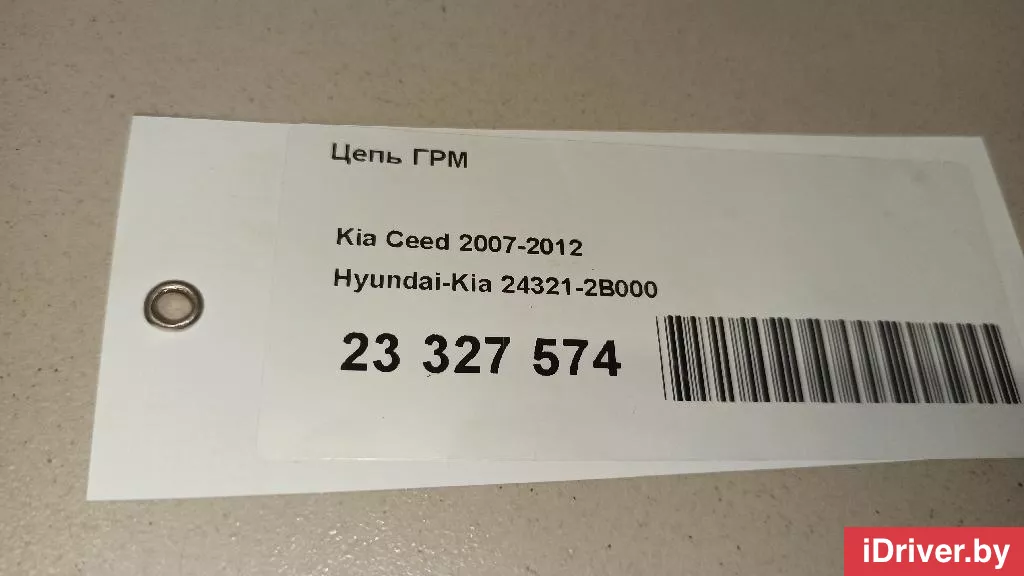 Цепь ГРМ
Kia Ceed 2007-2012
Hyundai-Kia 24321-2B000
23 327 574
iDriver.by